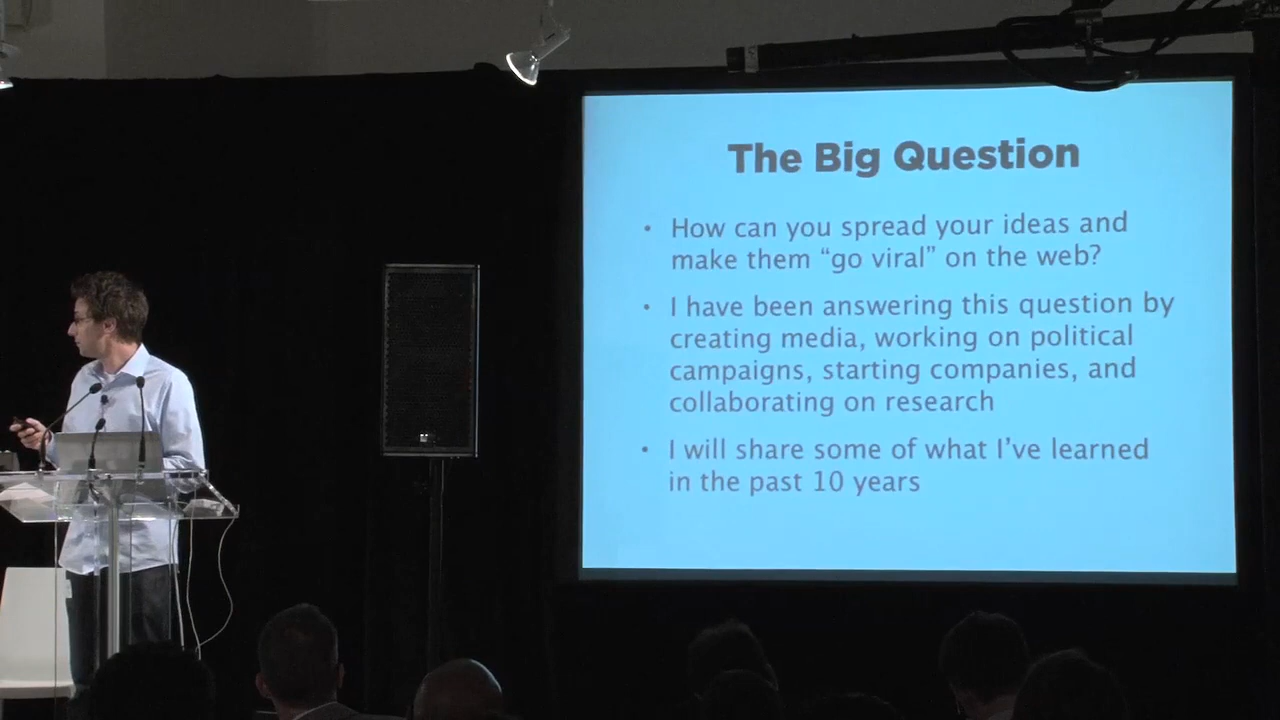 The Big Question
• How can you spread your ideas and
make them “go viral” on the web?
• I have been answering this question by
creating media, working on political
campaigns, starting companies, and
collaborating on research
• I will share some of what I’ve learned
in the past 10 years